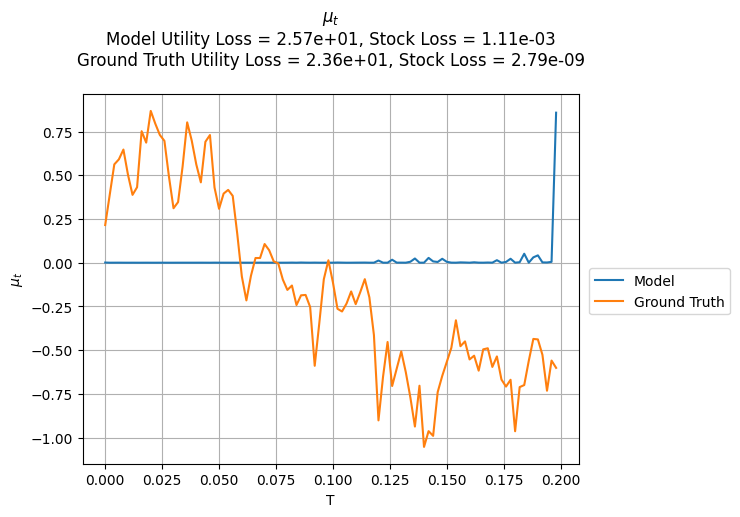 μₜ
Model Utility Loss = 2.57e+01, Stock Loss = 1.11e-03
Ground Truth Utility Loss = 2.36e+01, Stock Loss = 2.79e-09
0.75
0.50
0.25
0.00
−0.25
−0.50
−0.75
−1.00
μₜ
0.000
0.025
0.050
0.075
0.100
0.125
0.150
0.175
0.200
T
Model
Ground Truth